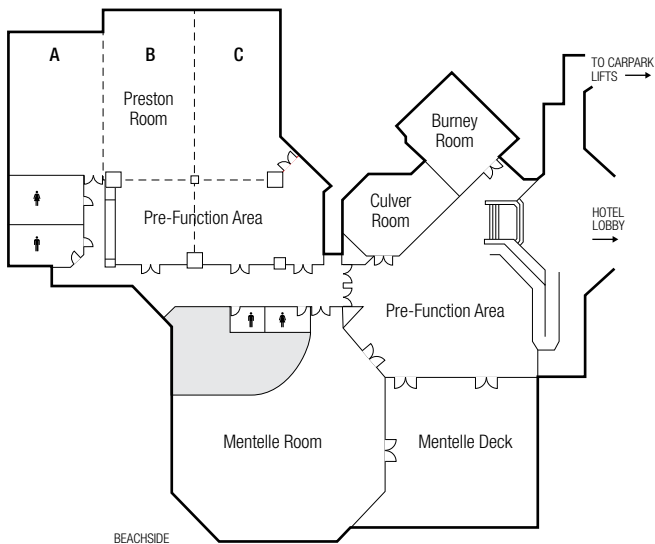 A
B
C
TO CARPARK
LIFTS
Preston
Room
Burney
Room
Culver
Room
HOTEL
LOBBY
Pre-Function Area
Pre-Function Area
Mentelle Room
Mentelle Deck
BEACHSIDE